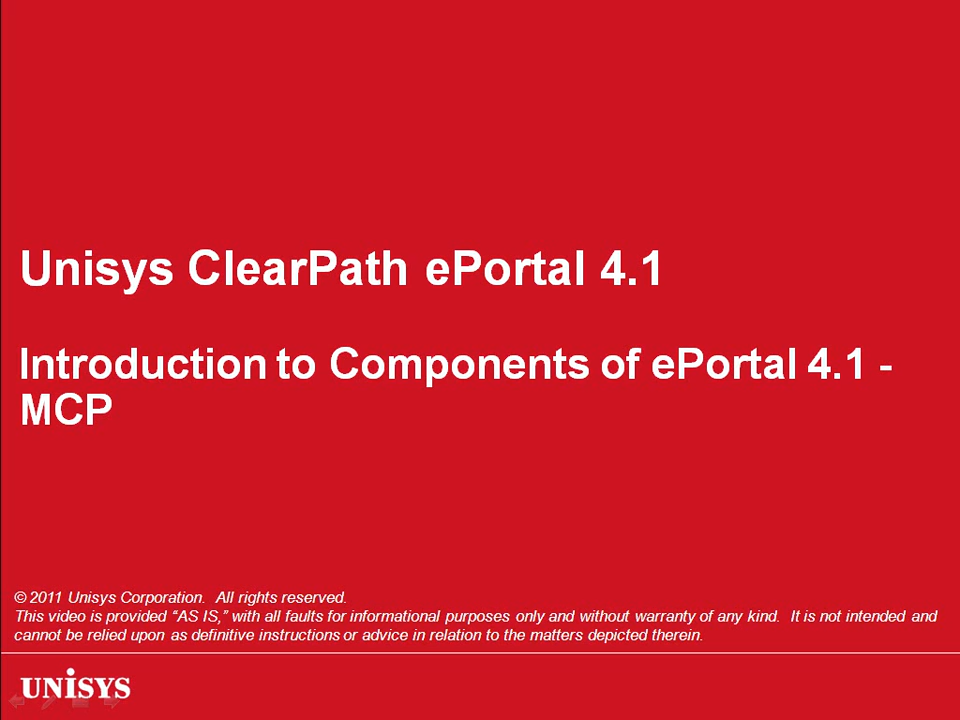 Unisys ClearPath ePortal 4.1
Introduction to Components of ePortal 4.1 -
MCP
© 2011 Unisys Corporation.  All rights reserved.
This video is provided “AS IS,” with all faults for informational purposes only and without warranty of any kind.  It is not intended and
cannot be relied upon as definitive instructions or advice in relation to the matters depicted therein.
UNiSYS